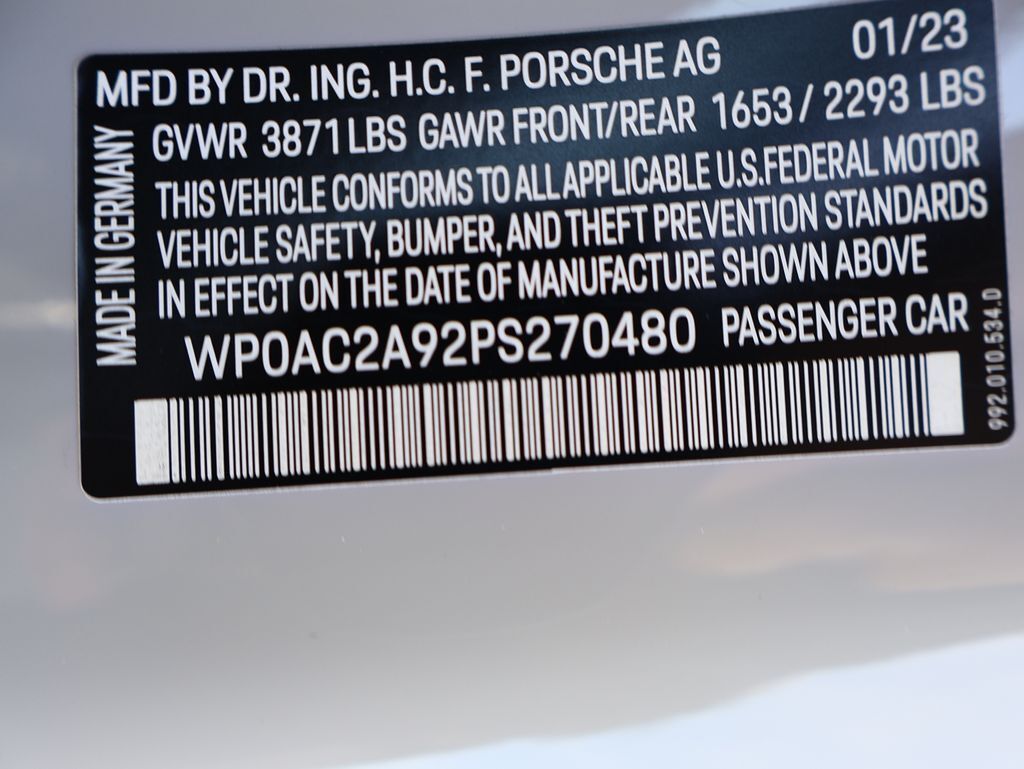 MFD BY DR. ING. H.C. F. PORSCHE AG 01/23
GVWR 3871 LBS GAWR FRONT/REAR 1653 / 2293 LBS
THIS VEHICLE CONFORMS TO ALL APPLICABLE U.S.FEDERAL MOTOR
VEHICLE SAFETY, BUMPER, AND THEFT PREVENTION STANDARDS
IN EFFECT ON THE DATE OF MANUFACTURE SHOWN ABOVE
WP0AC2A92PS270480 PASSENGER CAR
MADE IN GERMANY
992.010.534.D